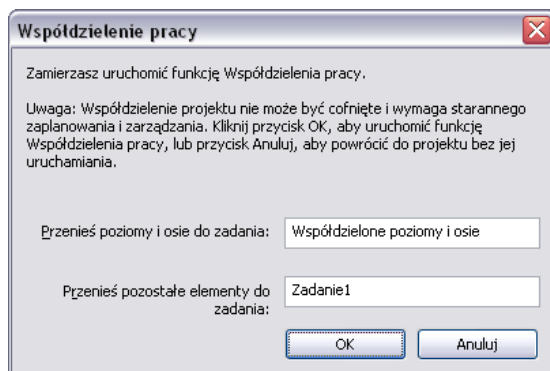 Współdzielenie pracy
Zamierzasz uruchomić funkcję Współdzielenia pracy.
Uwaga: Współdzielenie projektu nie może być cofnięte i wymaga starannego
zaplanowania i zarządzania. Kliknij przycisk OK, aby uruchomić funkcję
Współdzielenia pracy, lub przycisk Anuluj, aby powrócić do projektu bez jej
uruchamiania.
Przenieś poziomy i osie do zadania: Współdzielone poziomy i osie
Przenieś pozostałe elementy do Zadanie1
zadania:
OK Anuluj